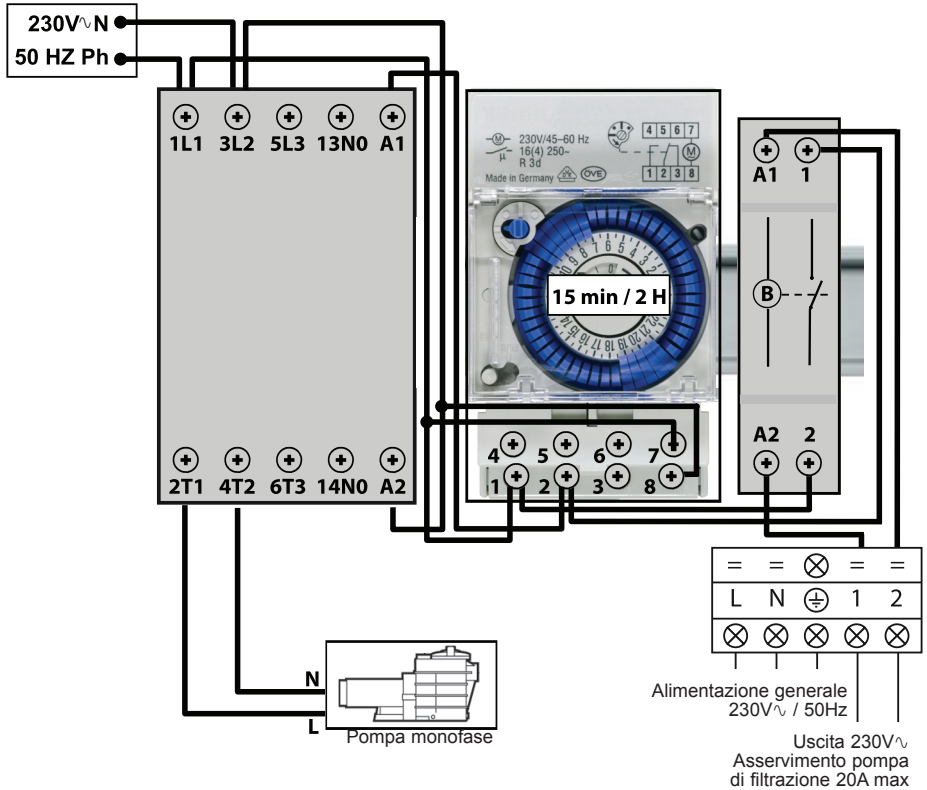 230V∿ N
50 HZ Ph
1L1 3L2 5L3 13N0 A1
2T1 4T2 6T3 14N0 A2
230V/45–60 Hz
16(4) 250~
μ
R 3d
Made in Germany
ÖVE
4 5 6 7
M
M
1 2 3 8
15 min / 2 H
4 5 6 7
1 2 3 8
A1 1
B
A2 2
= = = =
L N 1 2
N
L
Pompa monofase
Alimentazione generale
230V∿ / 50Hz
Uscita 230V∿
Asservimento pompa
di filtrazione 20A max